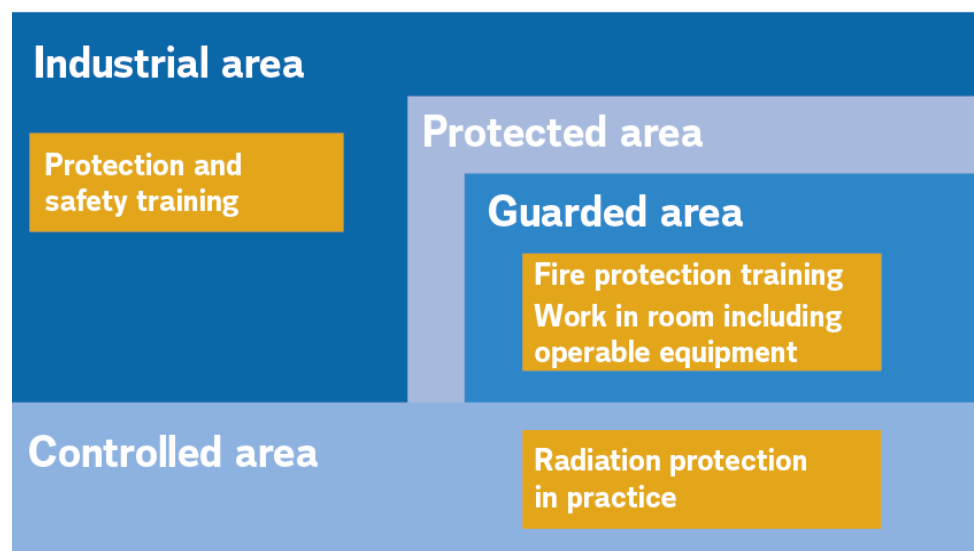 Industrial area
Protection and
safety training
Protected area
Guarded area
Fire protection training
Work in room including
operable equipment
Controlled area
Radiation protection
in practice